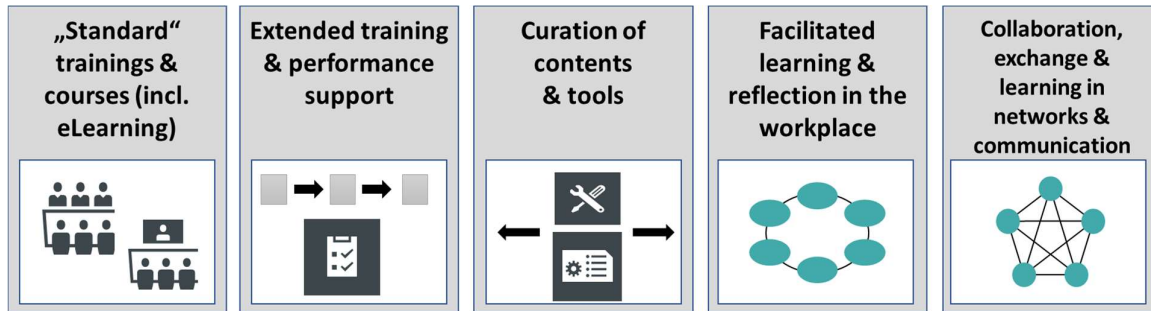 „Standard“
trainings &
courses (incl.
eLearning)
Extended training
& performance
support
Curation of
contents
& tools
Facilitated
learning &
reflection in the
workplace
Collaboration,
exchange &
learning in
networks &
communication